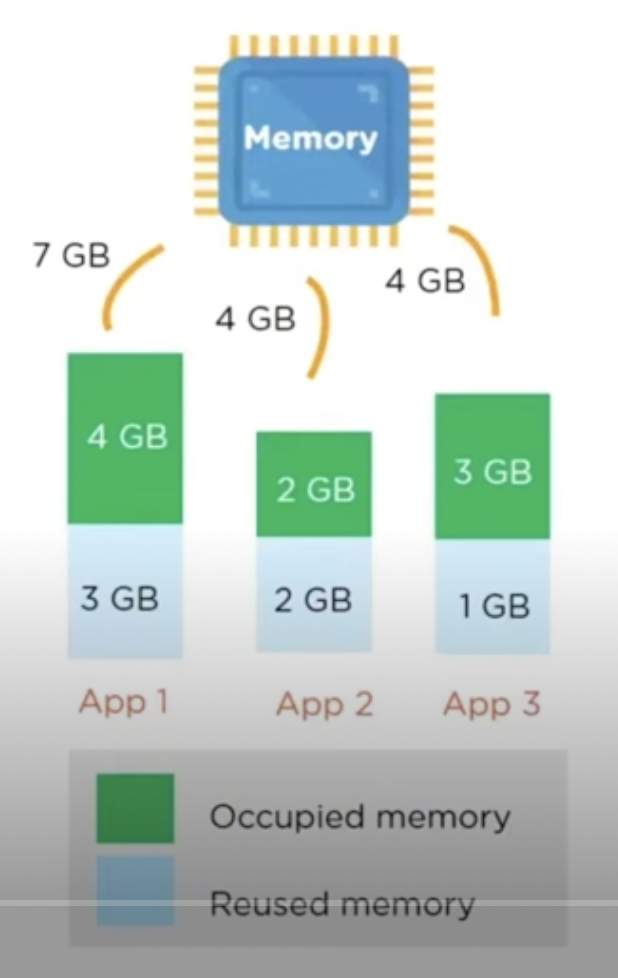 Memory
7 GB
4 GB
4 GB
4 GB
2 GB
3 GB
3 GB
2 GB
1 GB
App 1
App 2
App 3
Occupied memory
Reused memory